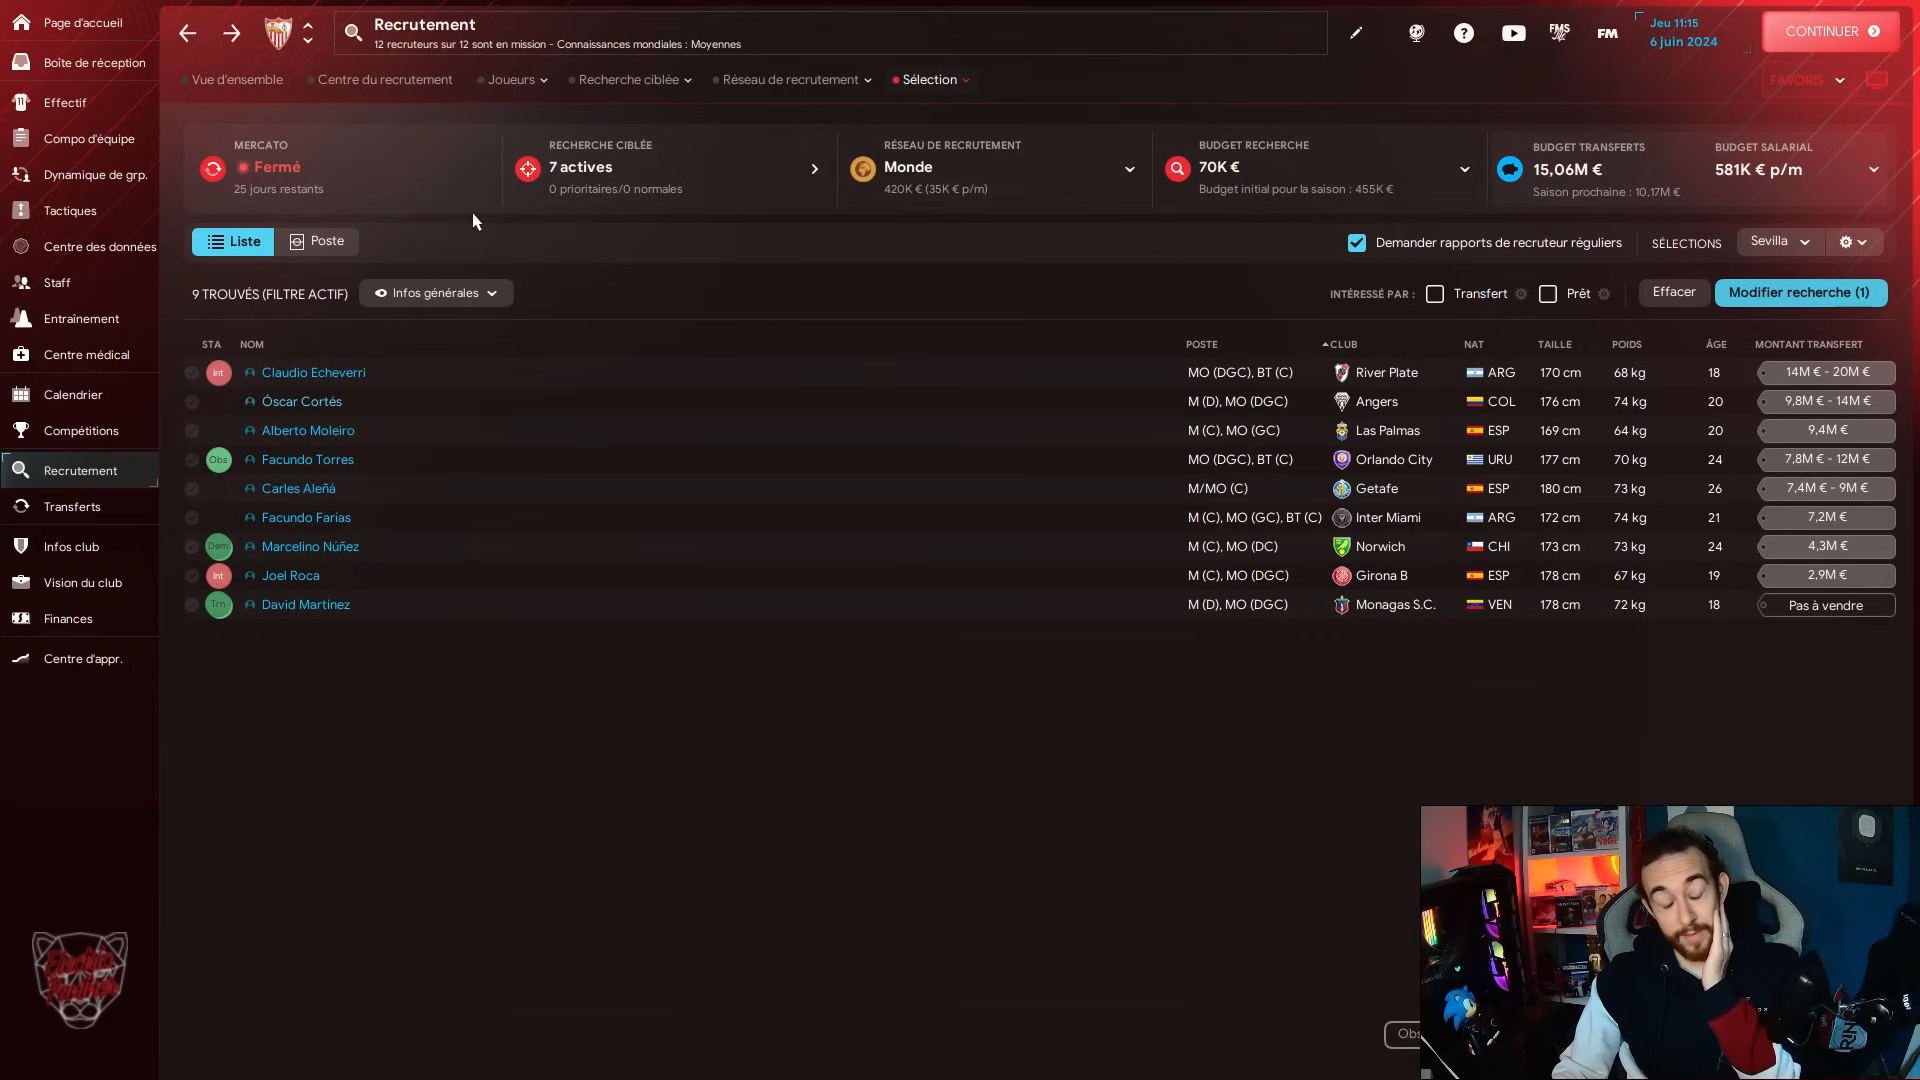 Page d'accueil
Boîte de réception
Effectif
Compo d'équipe
Dynamique de grp.
Tactiques
Centre des données
Staff
Entraînement
Centre médical
Calendrier
Compétitions
Recrutement
Transferts
Infos club
Vision du club
Finances
Centre d'appr.
Recrutement
12 recruteurs sur 12 sont en mission - Connaissances mondiales : Moyennes
FMS
FM
Jeu 11:15
6 juin 2024
CONTINUER
Vue d'ensemble
Centre du recrutement
Joueurs
Recherche ciblée
Réseau de recrutement
Sélection
FAVORIS
MERCATO
Fermé
25 jours restants
RECHERCHE CIBLÉE
7 actives
0 prioritaires/0 normales
RÉSEAU DE RECRUTEMENT
Monde
420K € (35K € p/m)
BUDGET RECHERCHE
70K €
Budget initial pour la saison : 455K €
BUDGET TRANSFERTS
15,06M €
Saison prochaine : 10,17M €
BUDGET SALARIAL
581K € p/m
Liste
Poste
Demander rapports de recruteur réguliers
SÉLECTIONS
Sevilla
9 TROUVÉS (FILTRE ACTIF)
Infos générales
INTÉRESSÉ PAR :
Transfert
Prêt
Effacer
Modifier recherche (1)
STA NOM POSTE CLUB NAT TAILLE POIDS ÂGE MONTANT TRANSFERT
Int Claudio Echeverri MO (DGC), BT (C) River Plate ARG 170 cm 68 kg 18 14M € - 20M €
Óscar Cortés M (D), MO (DGC) Angers COL 176 cm 74 kg 20 9,8M € - 14M €
Alberto Moleiro M (C), MO (GC) Las Palmas ESP 169 cm 64 kg 20 9,4M €
Obs Facundo Torres MO (DGC), BT (C) Orlando City URU 177 cm 70 kg 24 7,8M € - 12M €
Carles Aleñá M/MO (C) Getafe ESP 180 cm 73 kg 26 7,4M € - 9M €
Facundo Farías M (C), MO (GC), BT (C) Inter Miami ARG 172 cm 74 kg 21 7,2M €
Dem Marcelino Núñez M (C), MO (DC) Norwich CHI 173 cm 73 kg 24 4,3M €
Int Joel Roca M (C), MO (DGC) Girona B ESP 178 cm 67 kg 19 2,9M €
Trn David Martínez M (D), MO (DGC) Monagas S.C. VEN 178 cm 72 kg 18 Pas à vendre
Obs